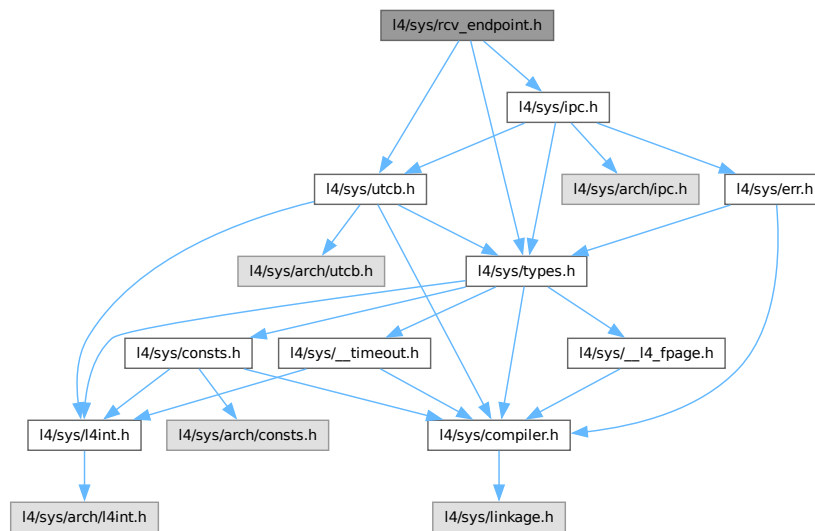 l4/sys/rcv_endpoint.h
l4/sys/ipc.h
l4/sys/utcb.h
l4/sys/arch/ipc.h
l4/sys/err.h
l4/sys/arch/utcb.h
l4/sys/types.h
l4/sys/consts.h
l4/sys/__timeout.h
l4/sys/__l4_fpage.h
l4/sys/l4int.h
l4/sys/arch/consts.h
l4/sys/compiler.h
l4/sys/arch/l4int.h
l4/sys/linkage.h